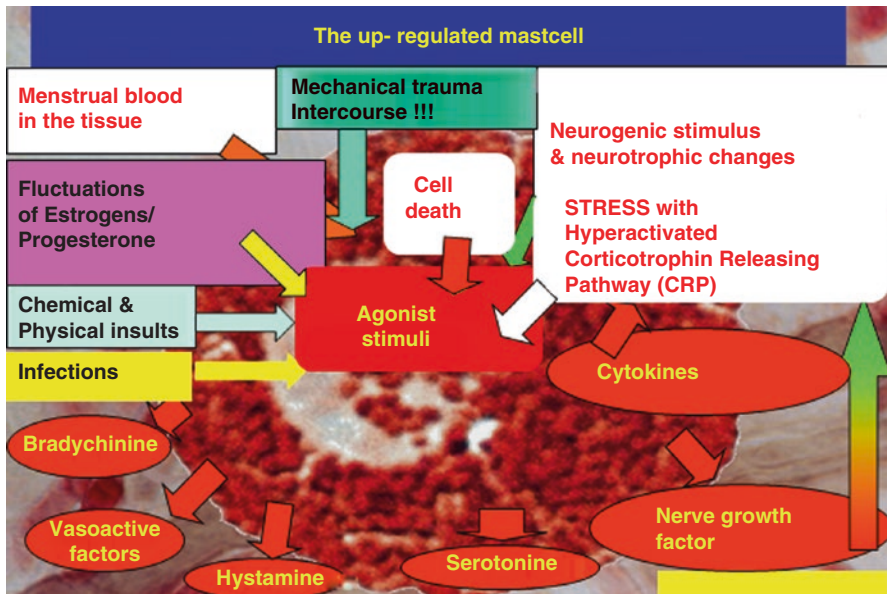 The up- regulated mastcell
Menstrual blood
in the tissue
Mechanical trauma
Intercourse !!!
Neurogenic stimulus
& neurotrophic changes
STRESS with
Hyperactivated
Corticotrophin Releasing
Pathway (CRP)
Cell
death
Fluctuations
of Estrogens/
Progesterone
Chemical &
Physical insults
Agonist
stimuli
Infections
Cytokines
Bradychinine
Vasoactive
factors
Hystamine
Serotonine
Nerve growth
factor